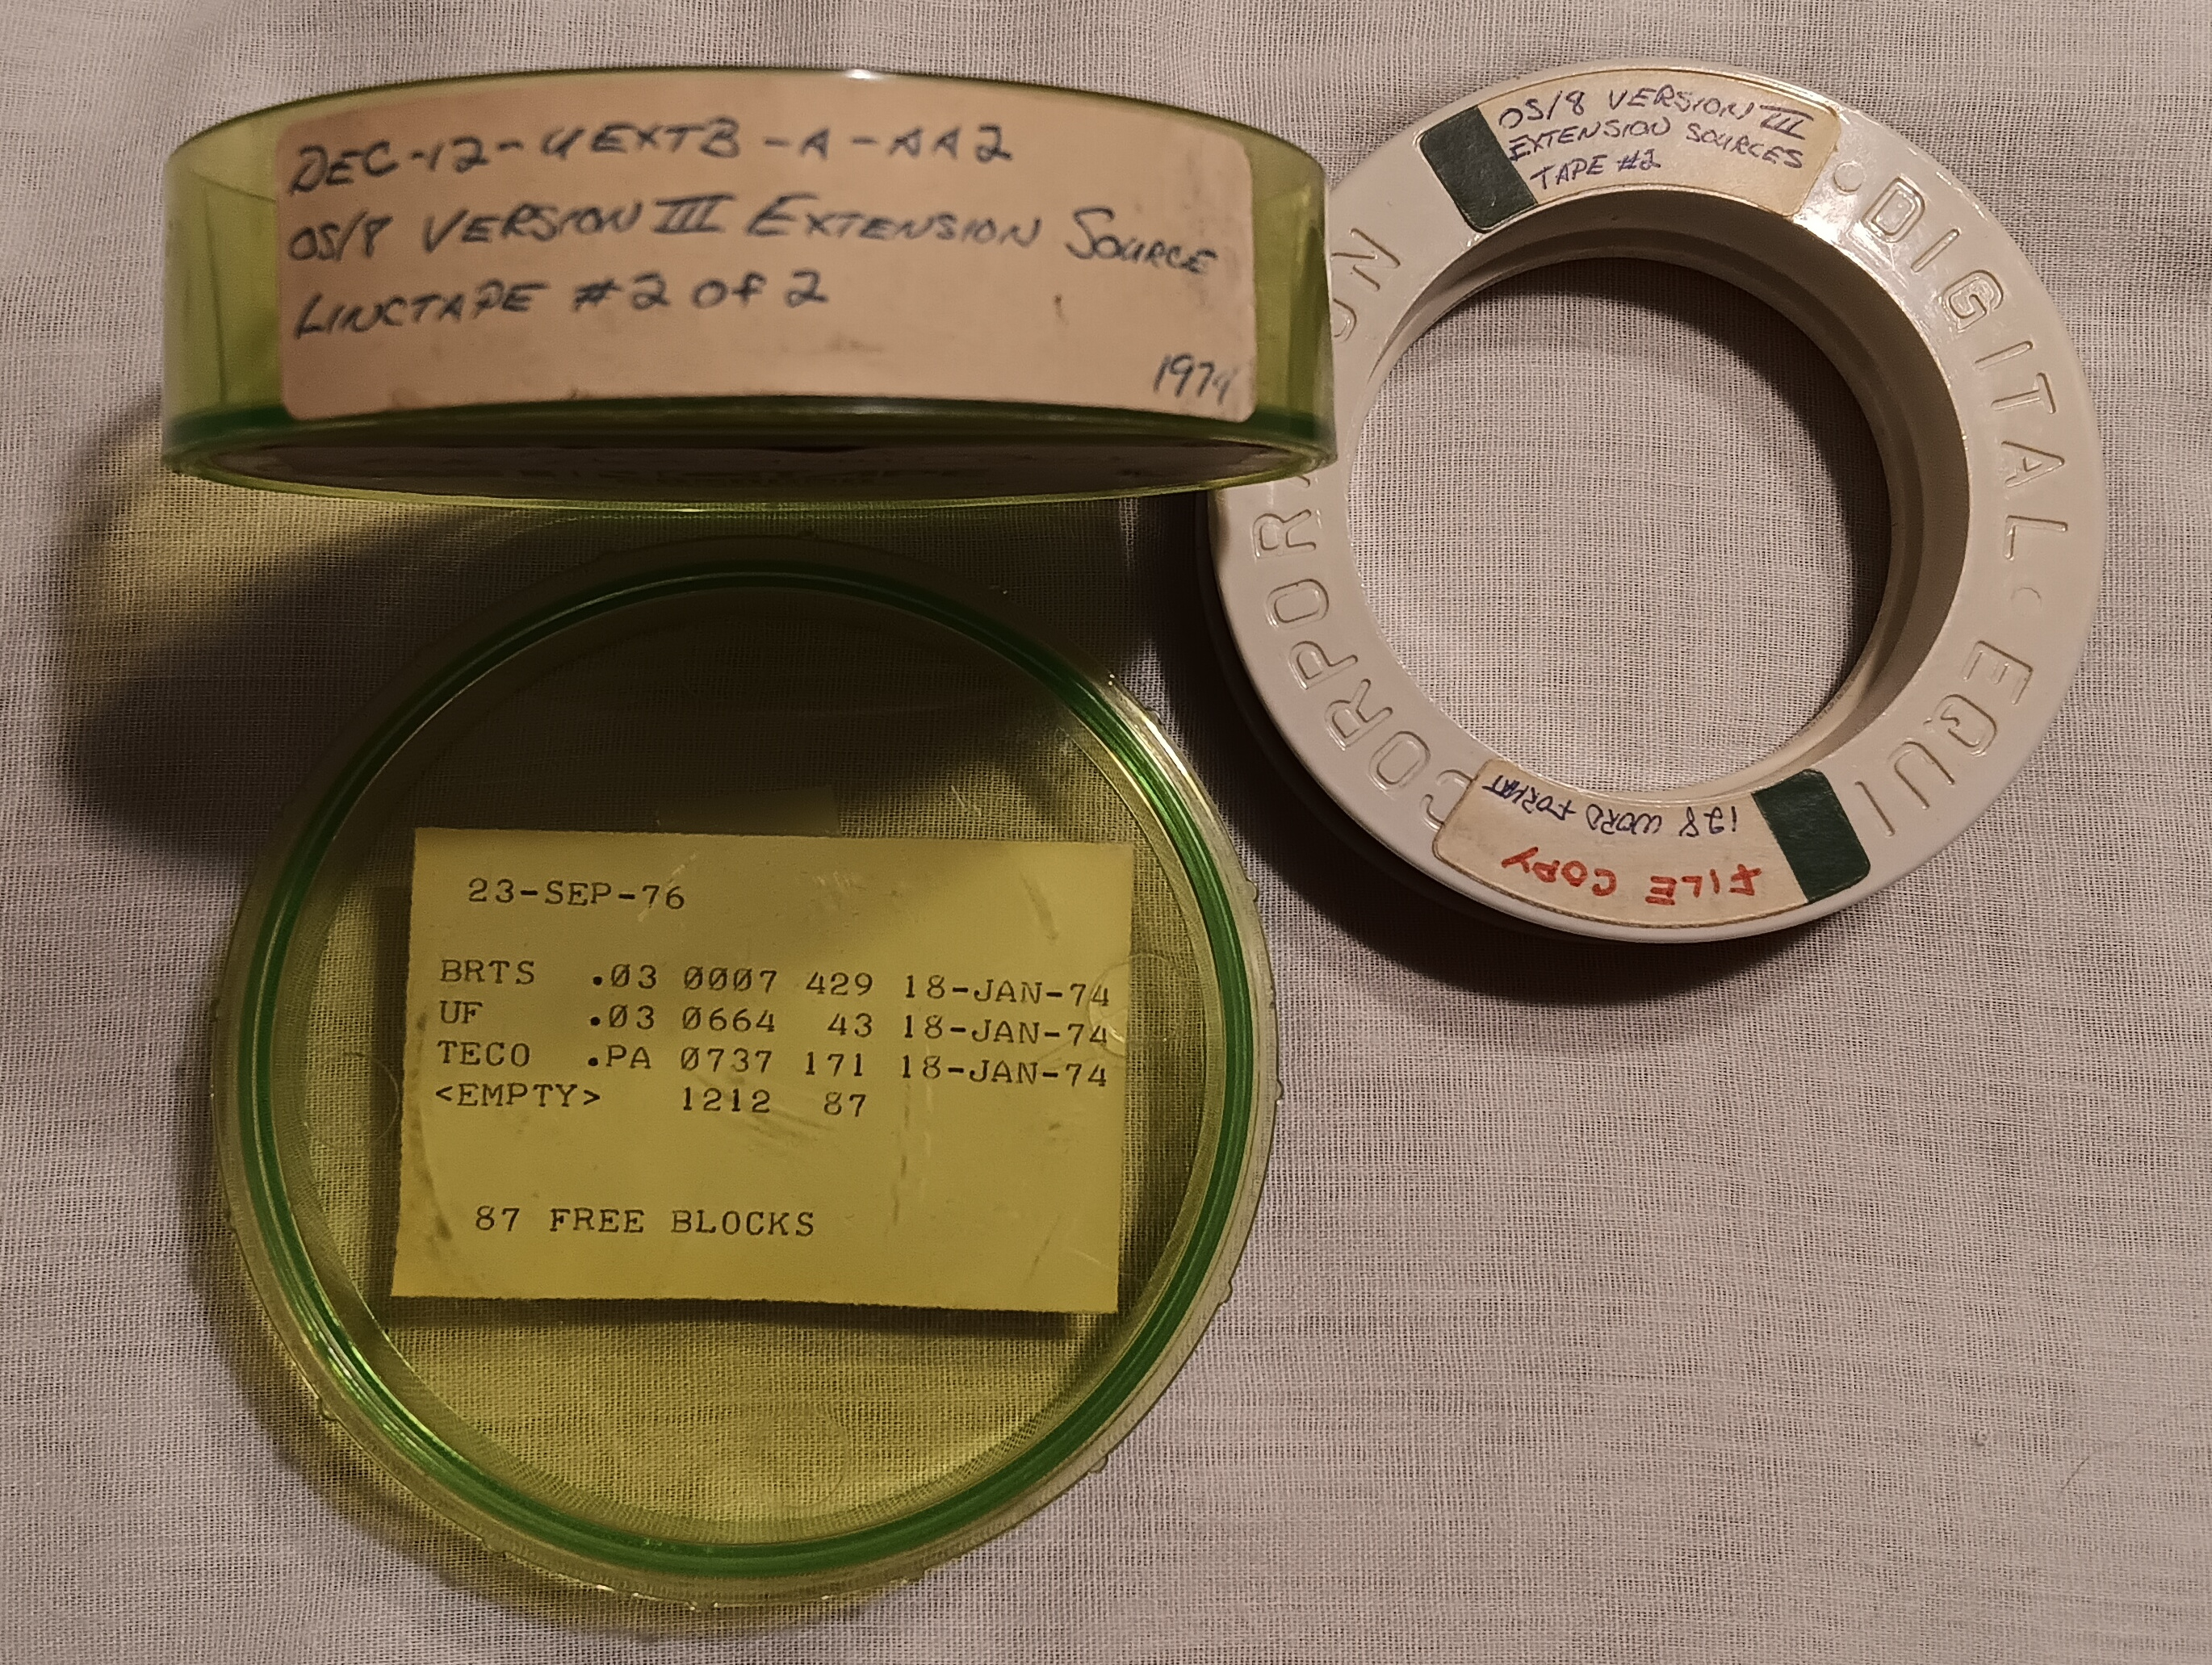 DEC-12-UEXTB-A-AA2
OS/8 VERSION III EXTENSION SOURCE
LINCTAPE #2 OF 2
1974
OS/8 VERSION III
EXTENSION SOURCES
TAPE #2
DIGITAL · EQUI
CORPOR
ON
128 WORD FORMAT
FILE COPY
23-SEP-76
BRTS .03 0007 429 18-JAN-74
UF .03 0664 43 18-JAN-74
TECO .PA 0737 171 18-JAN-74
<EMPTY> 1212 87
87 FREE BLOCKS